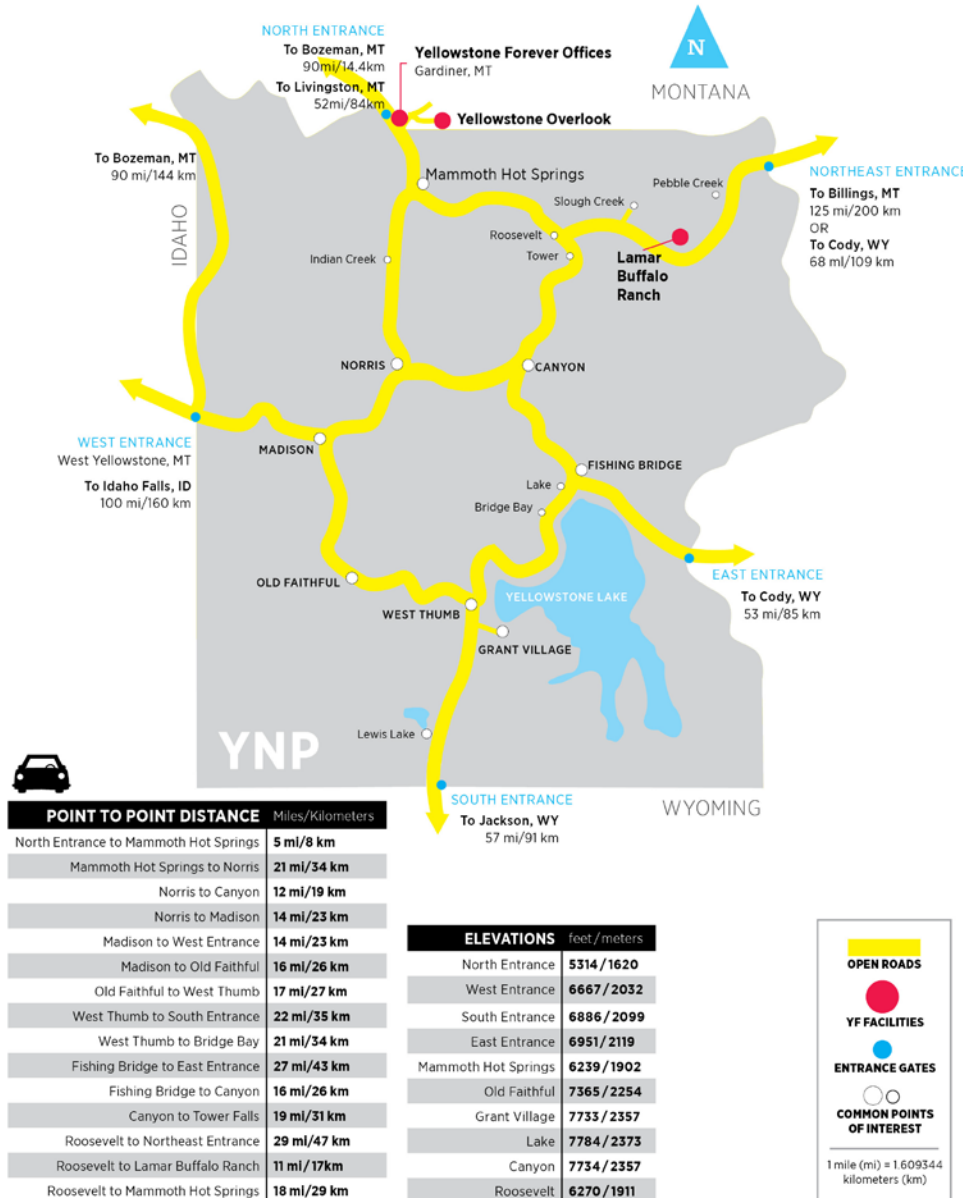 NORTH ENTRANCE
To Bozeman, MT
90mi/14.4km
To Livingston, MT
52mi/84km
Yellowstone Forever Offices
Gardiner, MT
Yellowstone Overlook
N
MONTANA
To Bozeman, MT
90 mi/144 km
IDAHO
Mammoth Hot Springs
Pebble Creek
Slough Creek
Roosevelt
Tower
Indian Creek
Lamar
Buffalo
Ranch
NORTHEAST ENTRANCE
To Billings, MT
125 mi/200 km
OR
To Cody, WY
68 ml/109 km
NORRIS
CANYON
WEST ENTRANCE
West Yellowstone, MT
To Idaho Falls, ID
100 mi/160 km
MADISON
FISHING BRIDGE
Lake
Bridge Bay
OLD FAITHFUL
WEST THUMB
YELLOWSTONE LAKE
GRANT VILLAGE
EAST ENTRANCE
To Cody, WY
53 mi/85 km
Lewis Lake
YNP
SOUTH ENTRANCE
To Jackson, WY
57 mi/91 km
WYOMING
POINT TO POINT DISTANCE Miles/Kilometers
North Entrance to Mammoth Hot Springs 5 mi/8 km
Mammoth Hot Springs to Norris 21 mi/34 km
Norris to Canyon 12 mi/19 km
Norris to Madison 14 mi/23 km
Madison to West Entrance 14 mi/23 km
Madison to Old Faithful 16 mi/26 km
Old Faithful to West Thumb 17 mi/27 km
West Thumb to South Entrance 22 mi/35 km
West Thumb to Bridge Bay 21 mi/34 km
Fishing Bridge to East Entrance 27 mi/43 km
Fishing Bridge to Canyon 16 mi/26 km
Canyon to Tower Falls 19 mi/31 km
Roosevelt to Northeast Entrance 29 mi/47 km
Roosevelt to Lamar Buffalo Ranch 11 mi/17km
Roosevelt to Mammoth Hot Springs 18 mi/29 km
ELEVATIONS feet/meters
North Entrance 5314/1620
West Entrance 6667/2032
South Entrance 6886/2099
East Entrance 6951/2119
Mammoth Hot Springs 6239/1902
Old Faithful 7365/2254
Grant Village 7733/2357
Lake 7784/2373
Canyon 7734/2357
Roosevelt 6270/1911
OPEN ROADS
YF FACILITIES
ENTRANCE GATES
COMMON POINTS
OF INTEREST
1 mile (mi) = 1.609344
kilometers (km)